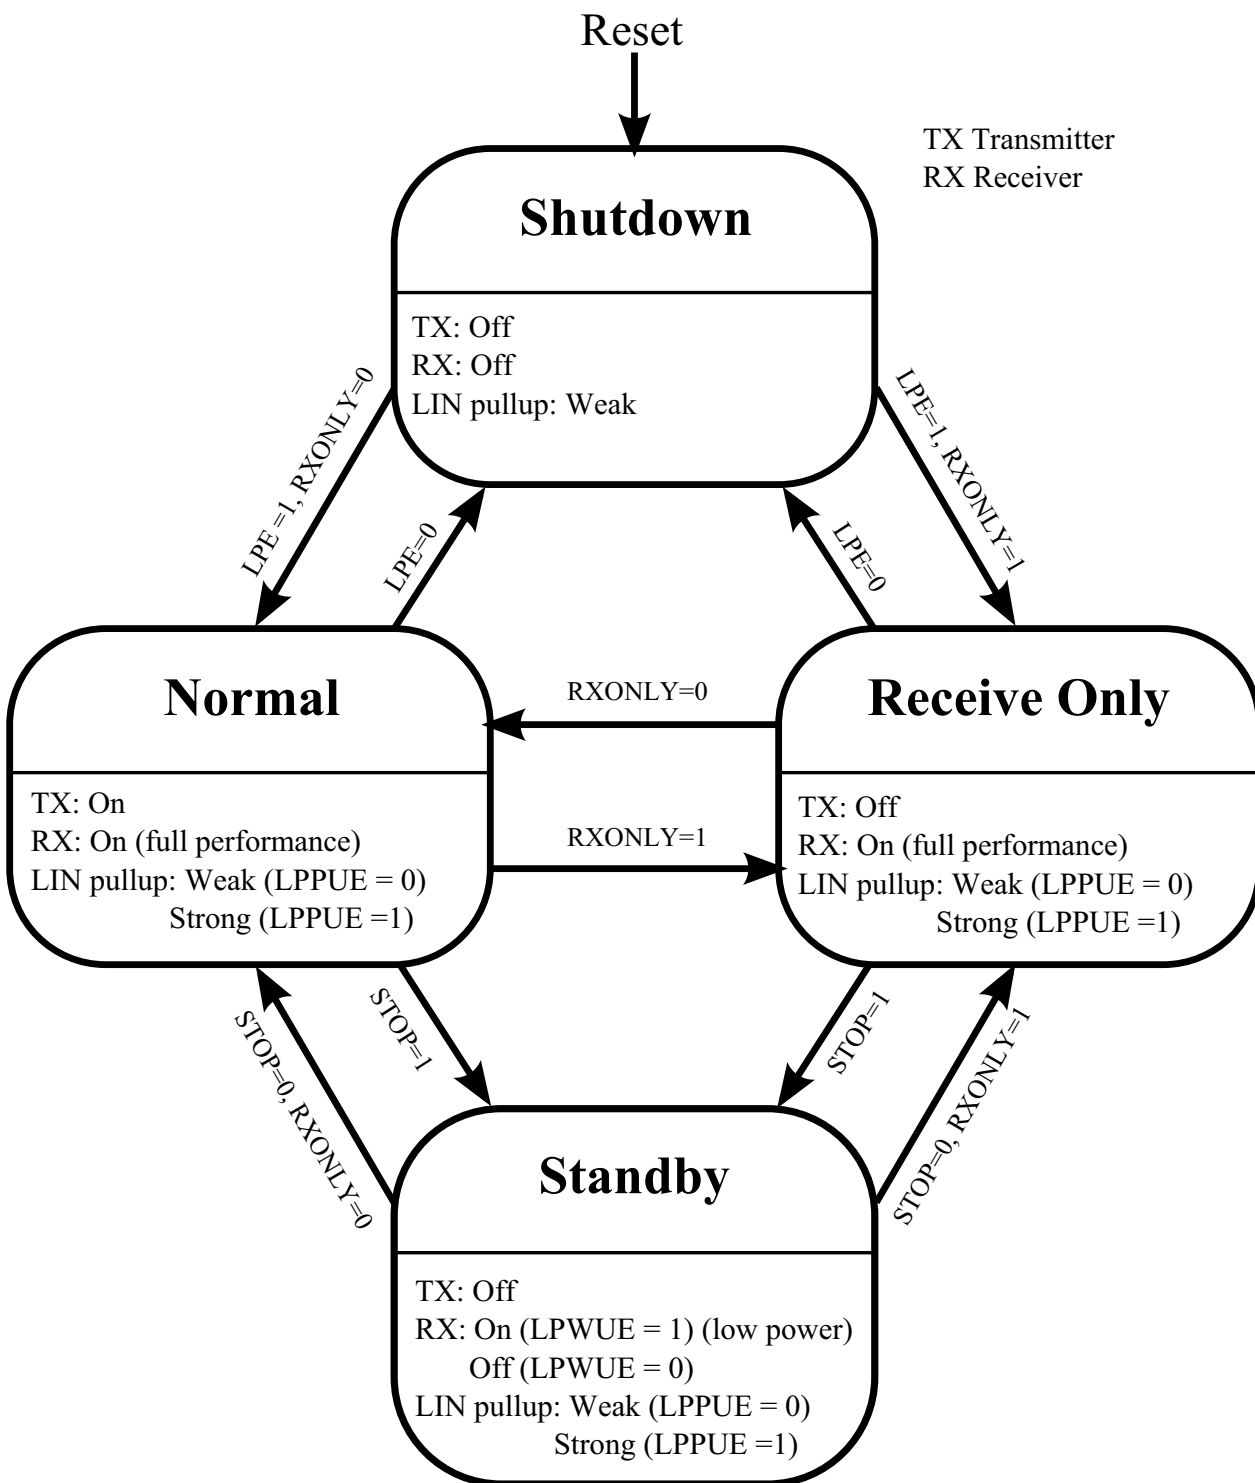 Reset
TX Transmitter
RX Receiver
Shutdown
TX: Off
RX: Off
LIN pullup: Weak
LPE =1, RXONLY=0
LPE=0
LPE=0
LPE=1, RXONLY=1
Normal
TX: On
RX: On (full performance)
LIN pullup: Weak (LPPUE = 0)
Strong (LPPUE =1)
RXONLY=0
RXONLY=1
Receive Only
TX: Off
RX: On (full performance)
LIN pullup: Weak (LPPUE = 0)
Strong (LPPUE =1)
STOP=0, RXONLY=0
STOP=1
STOP=1
STOP=0, RXONLY=1
Standby
TX: Off
RX: On (LPWUE = 1) (low power)
Off (LPWUE = 0)
LIN pullup: Weak (LPPUE = 0)
Strong (LPPUE =1)